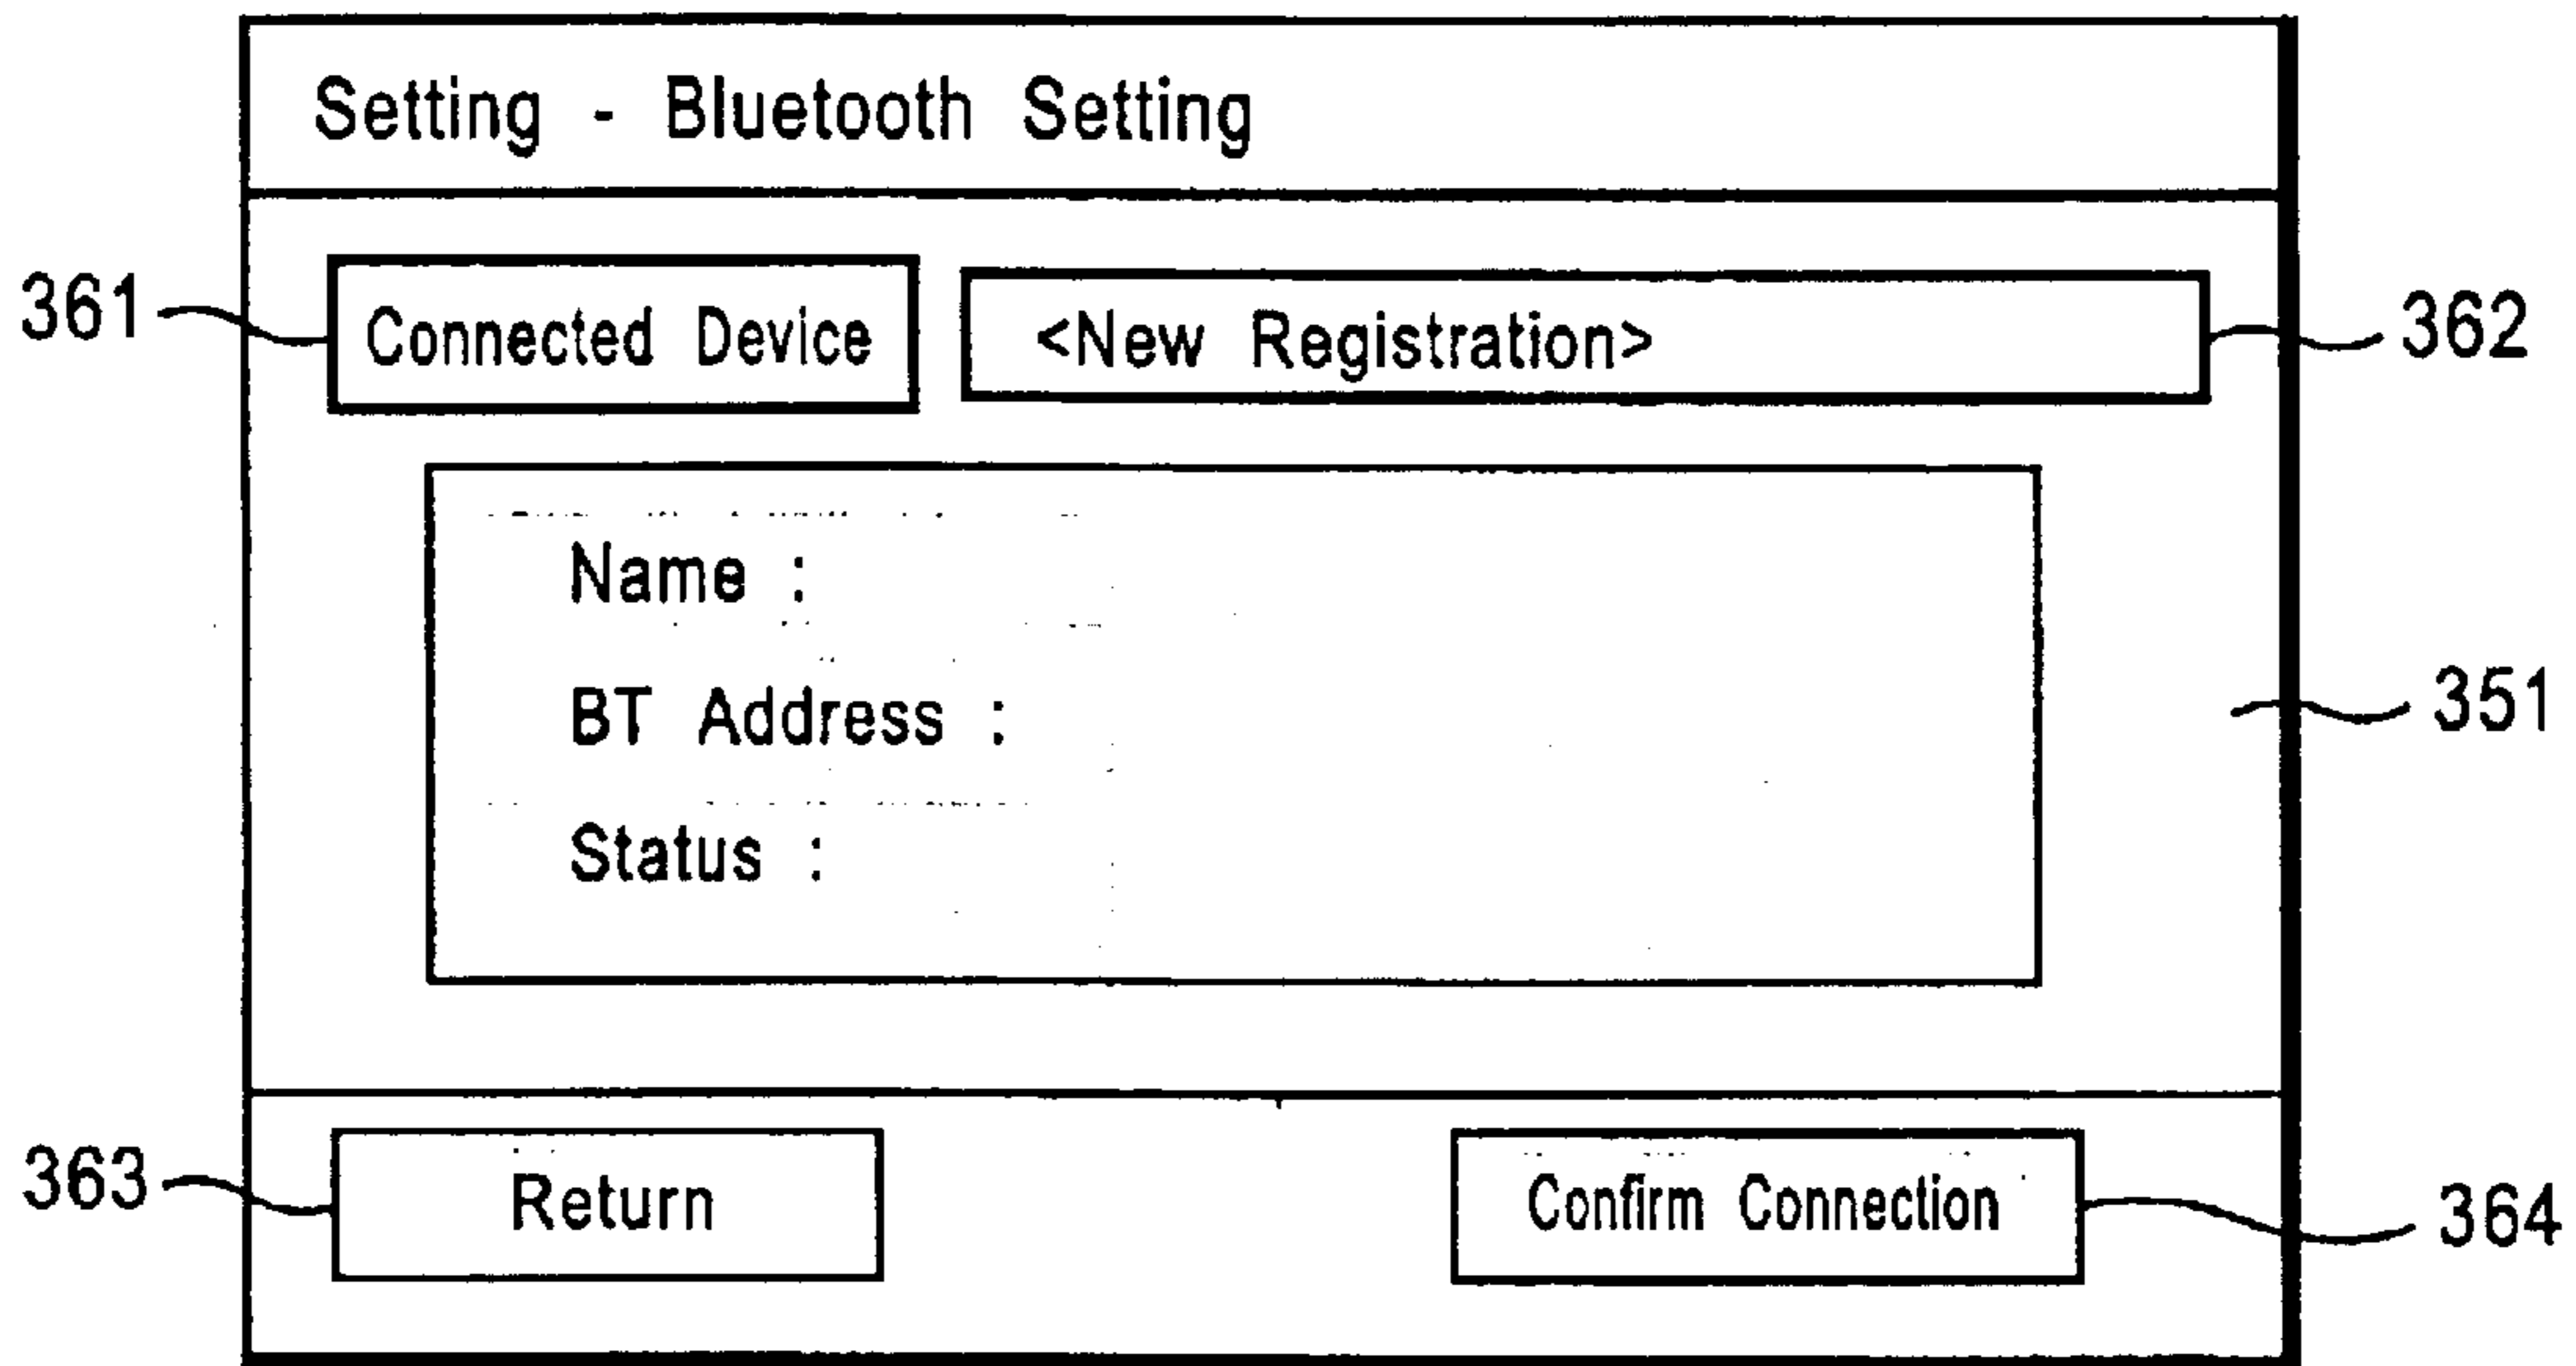 Setting - Bluetooth Setting
361 Connected Device <New Registration> 362
Name :
BT Address :
351
Status :
363 Return Confirm Connection 364